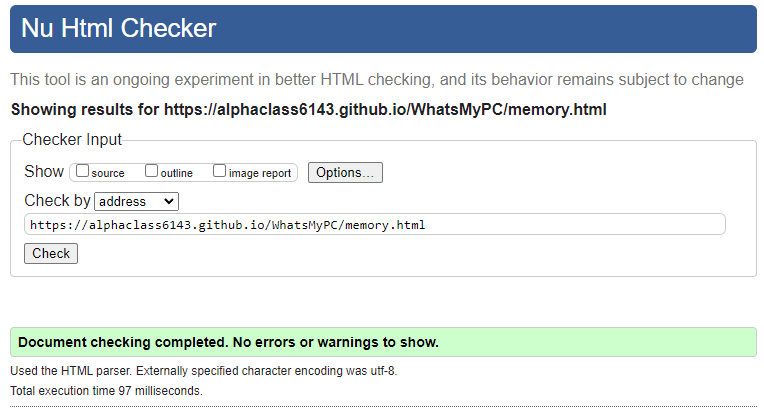 Nu Html Checker
This tool is an ongoing experiment in better HTML checking, and its behavior remains subject to change
Showing results for https://alphaclass6143.github.io/WhatsMyPC/memory.html
Checker Input
Show source outline image report Options...
Check by address
https://alphaclass6143.github.io/WhatsMyPC/memory.html
Check
Document checking completed. No errors or warnings to show.
Used the HTML parser. Externally specified character encoding was utf-8.
Total execution time 97 milliseconds.